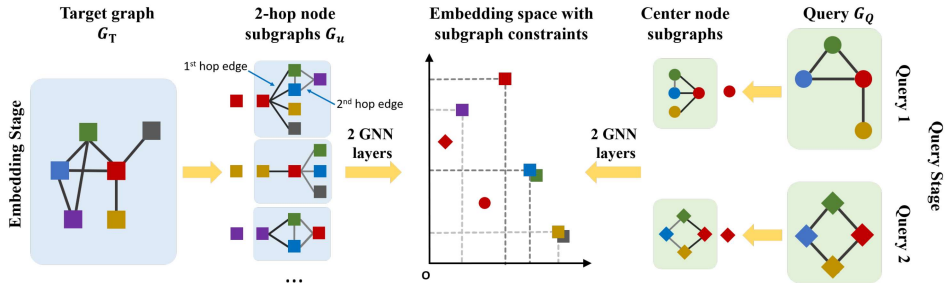 Target graph
G_T
2-hop node
subgraphs G_u
Embedding space with
subgraph constraints
Center node
subgraphs
Query G_Q
Embedding Stage
1st hop edge
2nd hop edge
2 GNN
layers
2 GNN
layers
Query 1
Query 2
Query Stage
...
O